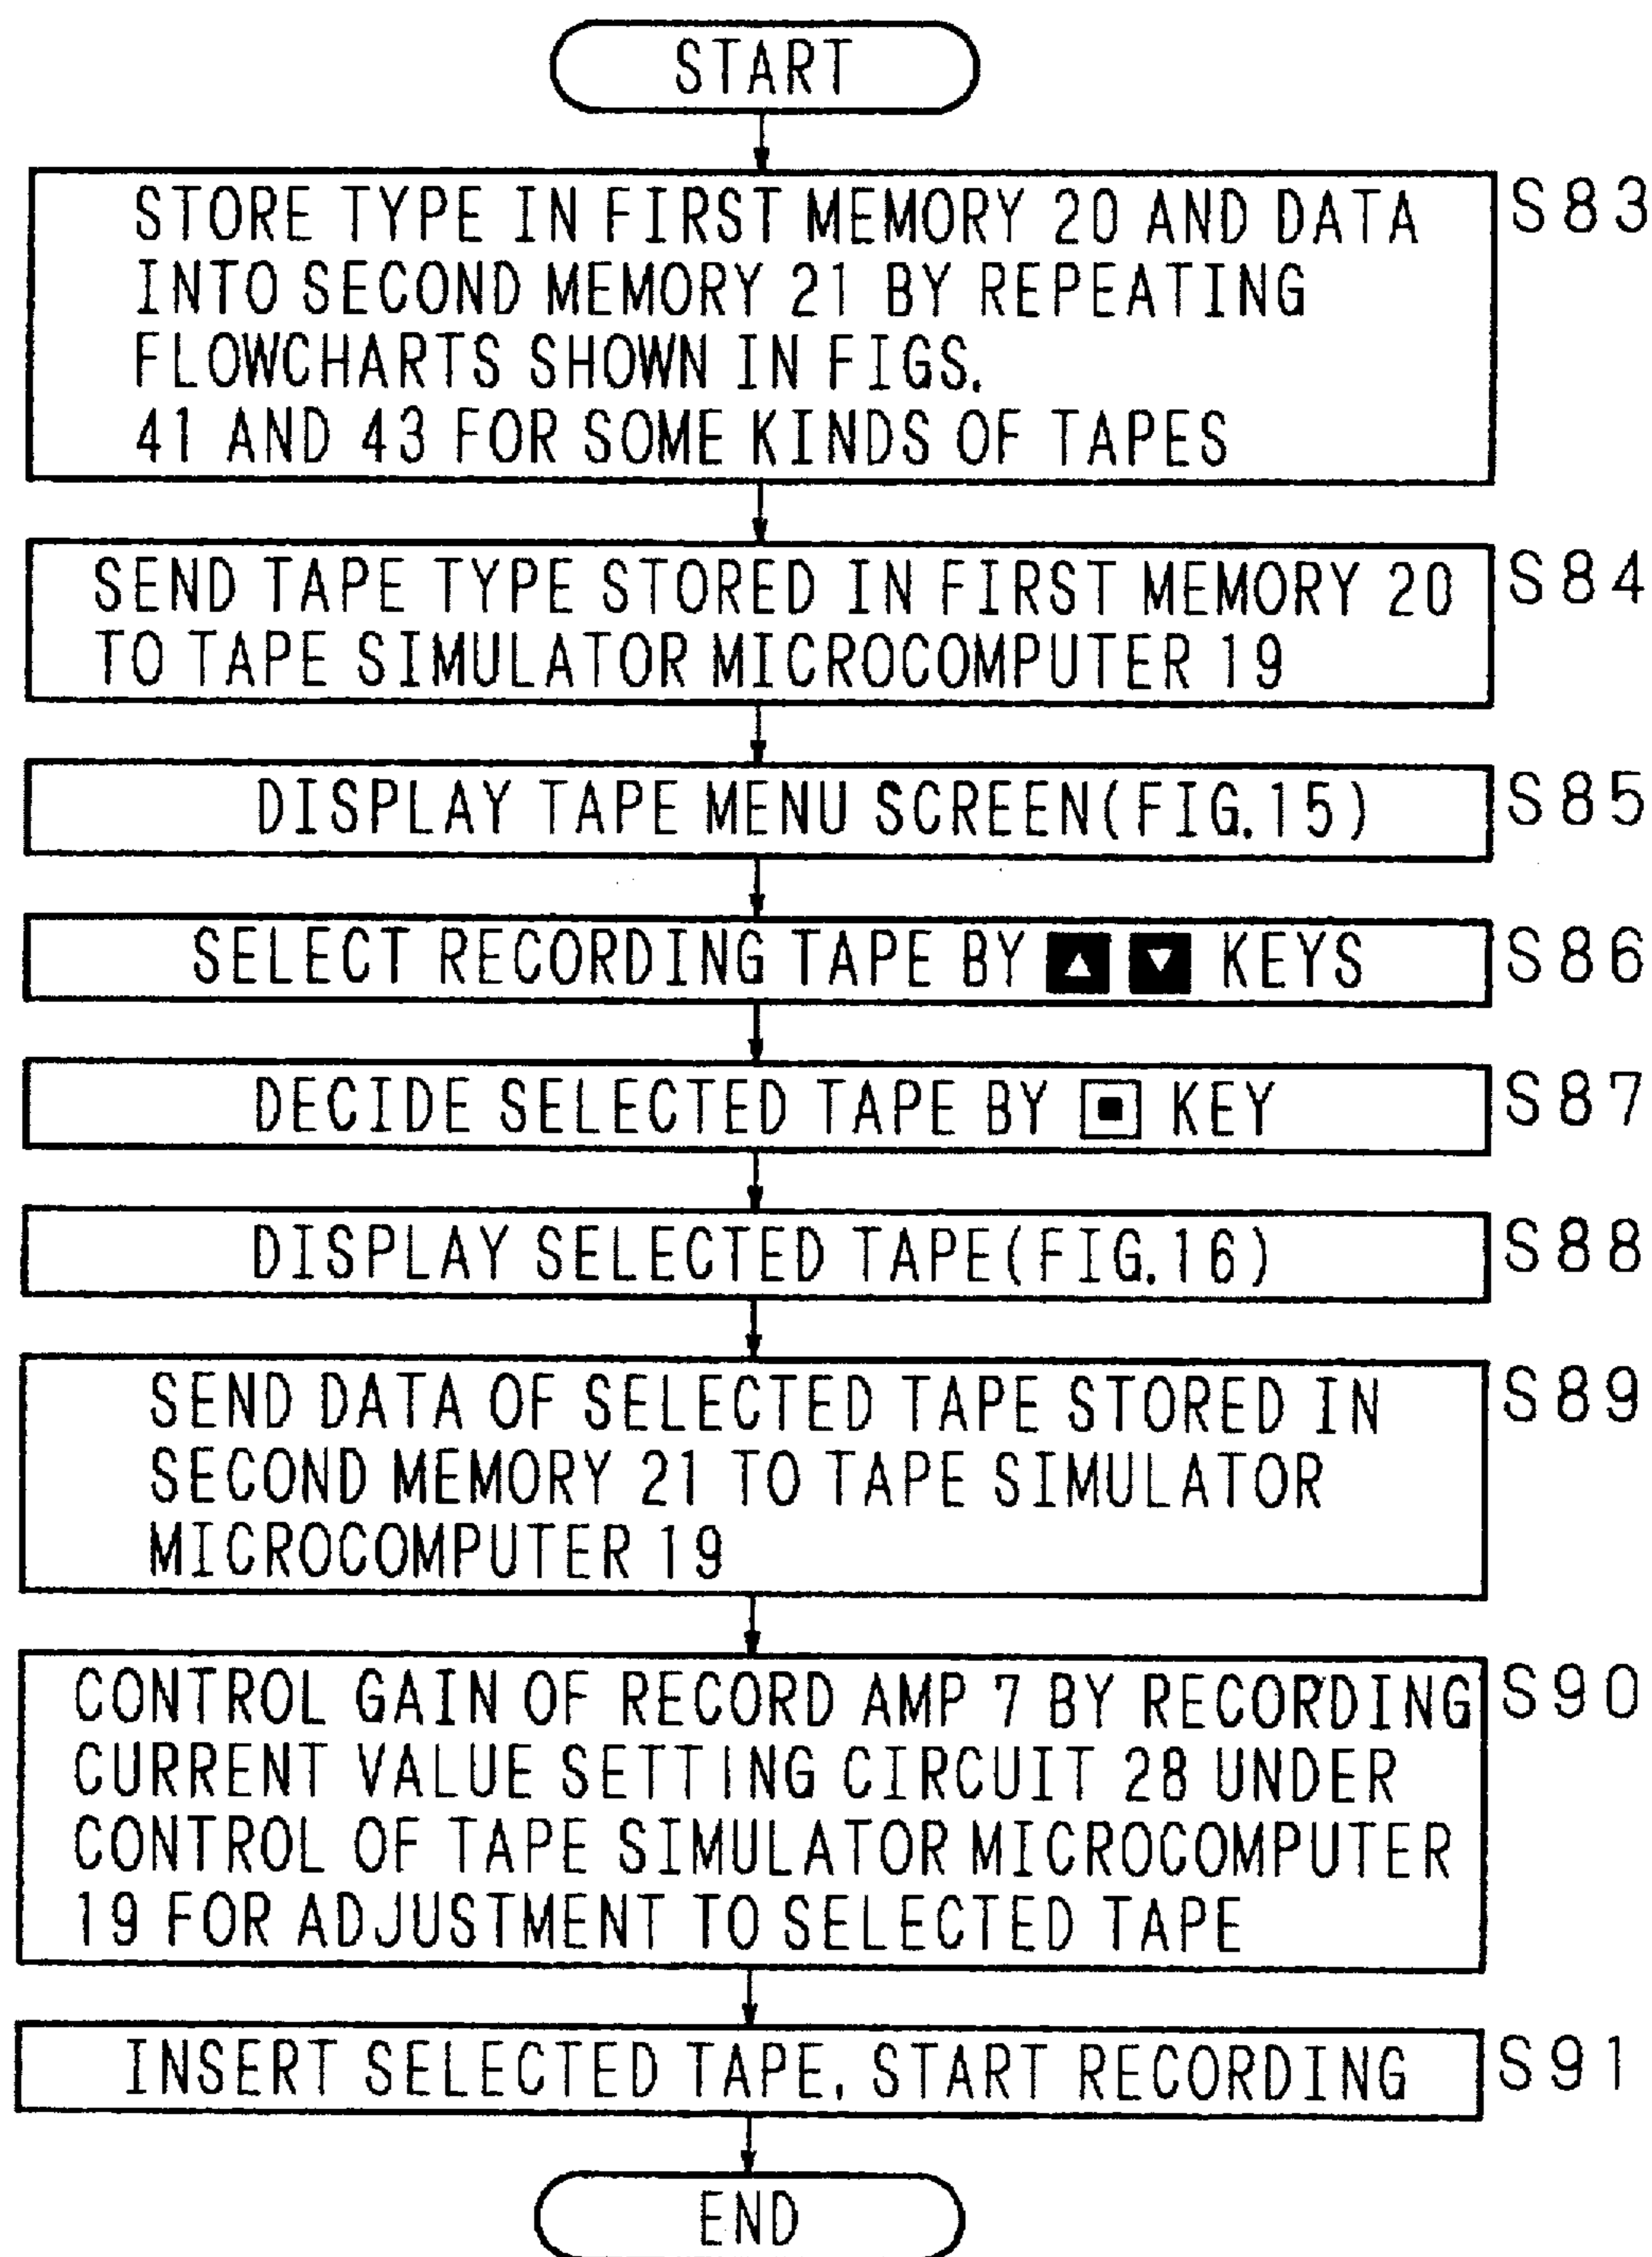 START
STORE TYPE IN FIRST MEMORY 20 AND DATA
INTO SECOND MEMORY 21 BY REPEATING
FLOWCHARTS SHOWN IN FIGS.
41 AND 43 FOR SOME KINDS OF TAPES
S83
SEND TAPE TYPE STORED IN FIRST MEMORY 20
TO TAPE SIMULATOR MICROCOMPUTER 19
S84
DISPLAY TAPE MENU SCREEN(FIG.15)
S85
SELECT RECORDING TAPE BY ▲ ▼ KEYS
S86
DECIDE SELECTED TAPE BY ▣ KEY
S87
DISPLAY SELECTED TAPE(FIG.16)
S88
SEND DATA OF SELECTED TAPE STORED IN
SECOND MEMORY 21 TO TAPE SIMULATOR
MICROCOMPUTER 19
S89
CONTROL GAIN OF RECORD AMP 7 BY RECORDING
CURRENT VALUE SETTING CIRCUIT 28 UNDER
CONTROL OF TAPE SIMULATOR MICROCOMPUTER
19 FOR ADJUSTMENT TO SELECTED TAPE
S90
INSERT SELECTED TAPE, START RECORDING
S91
END